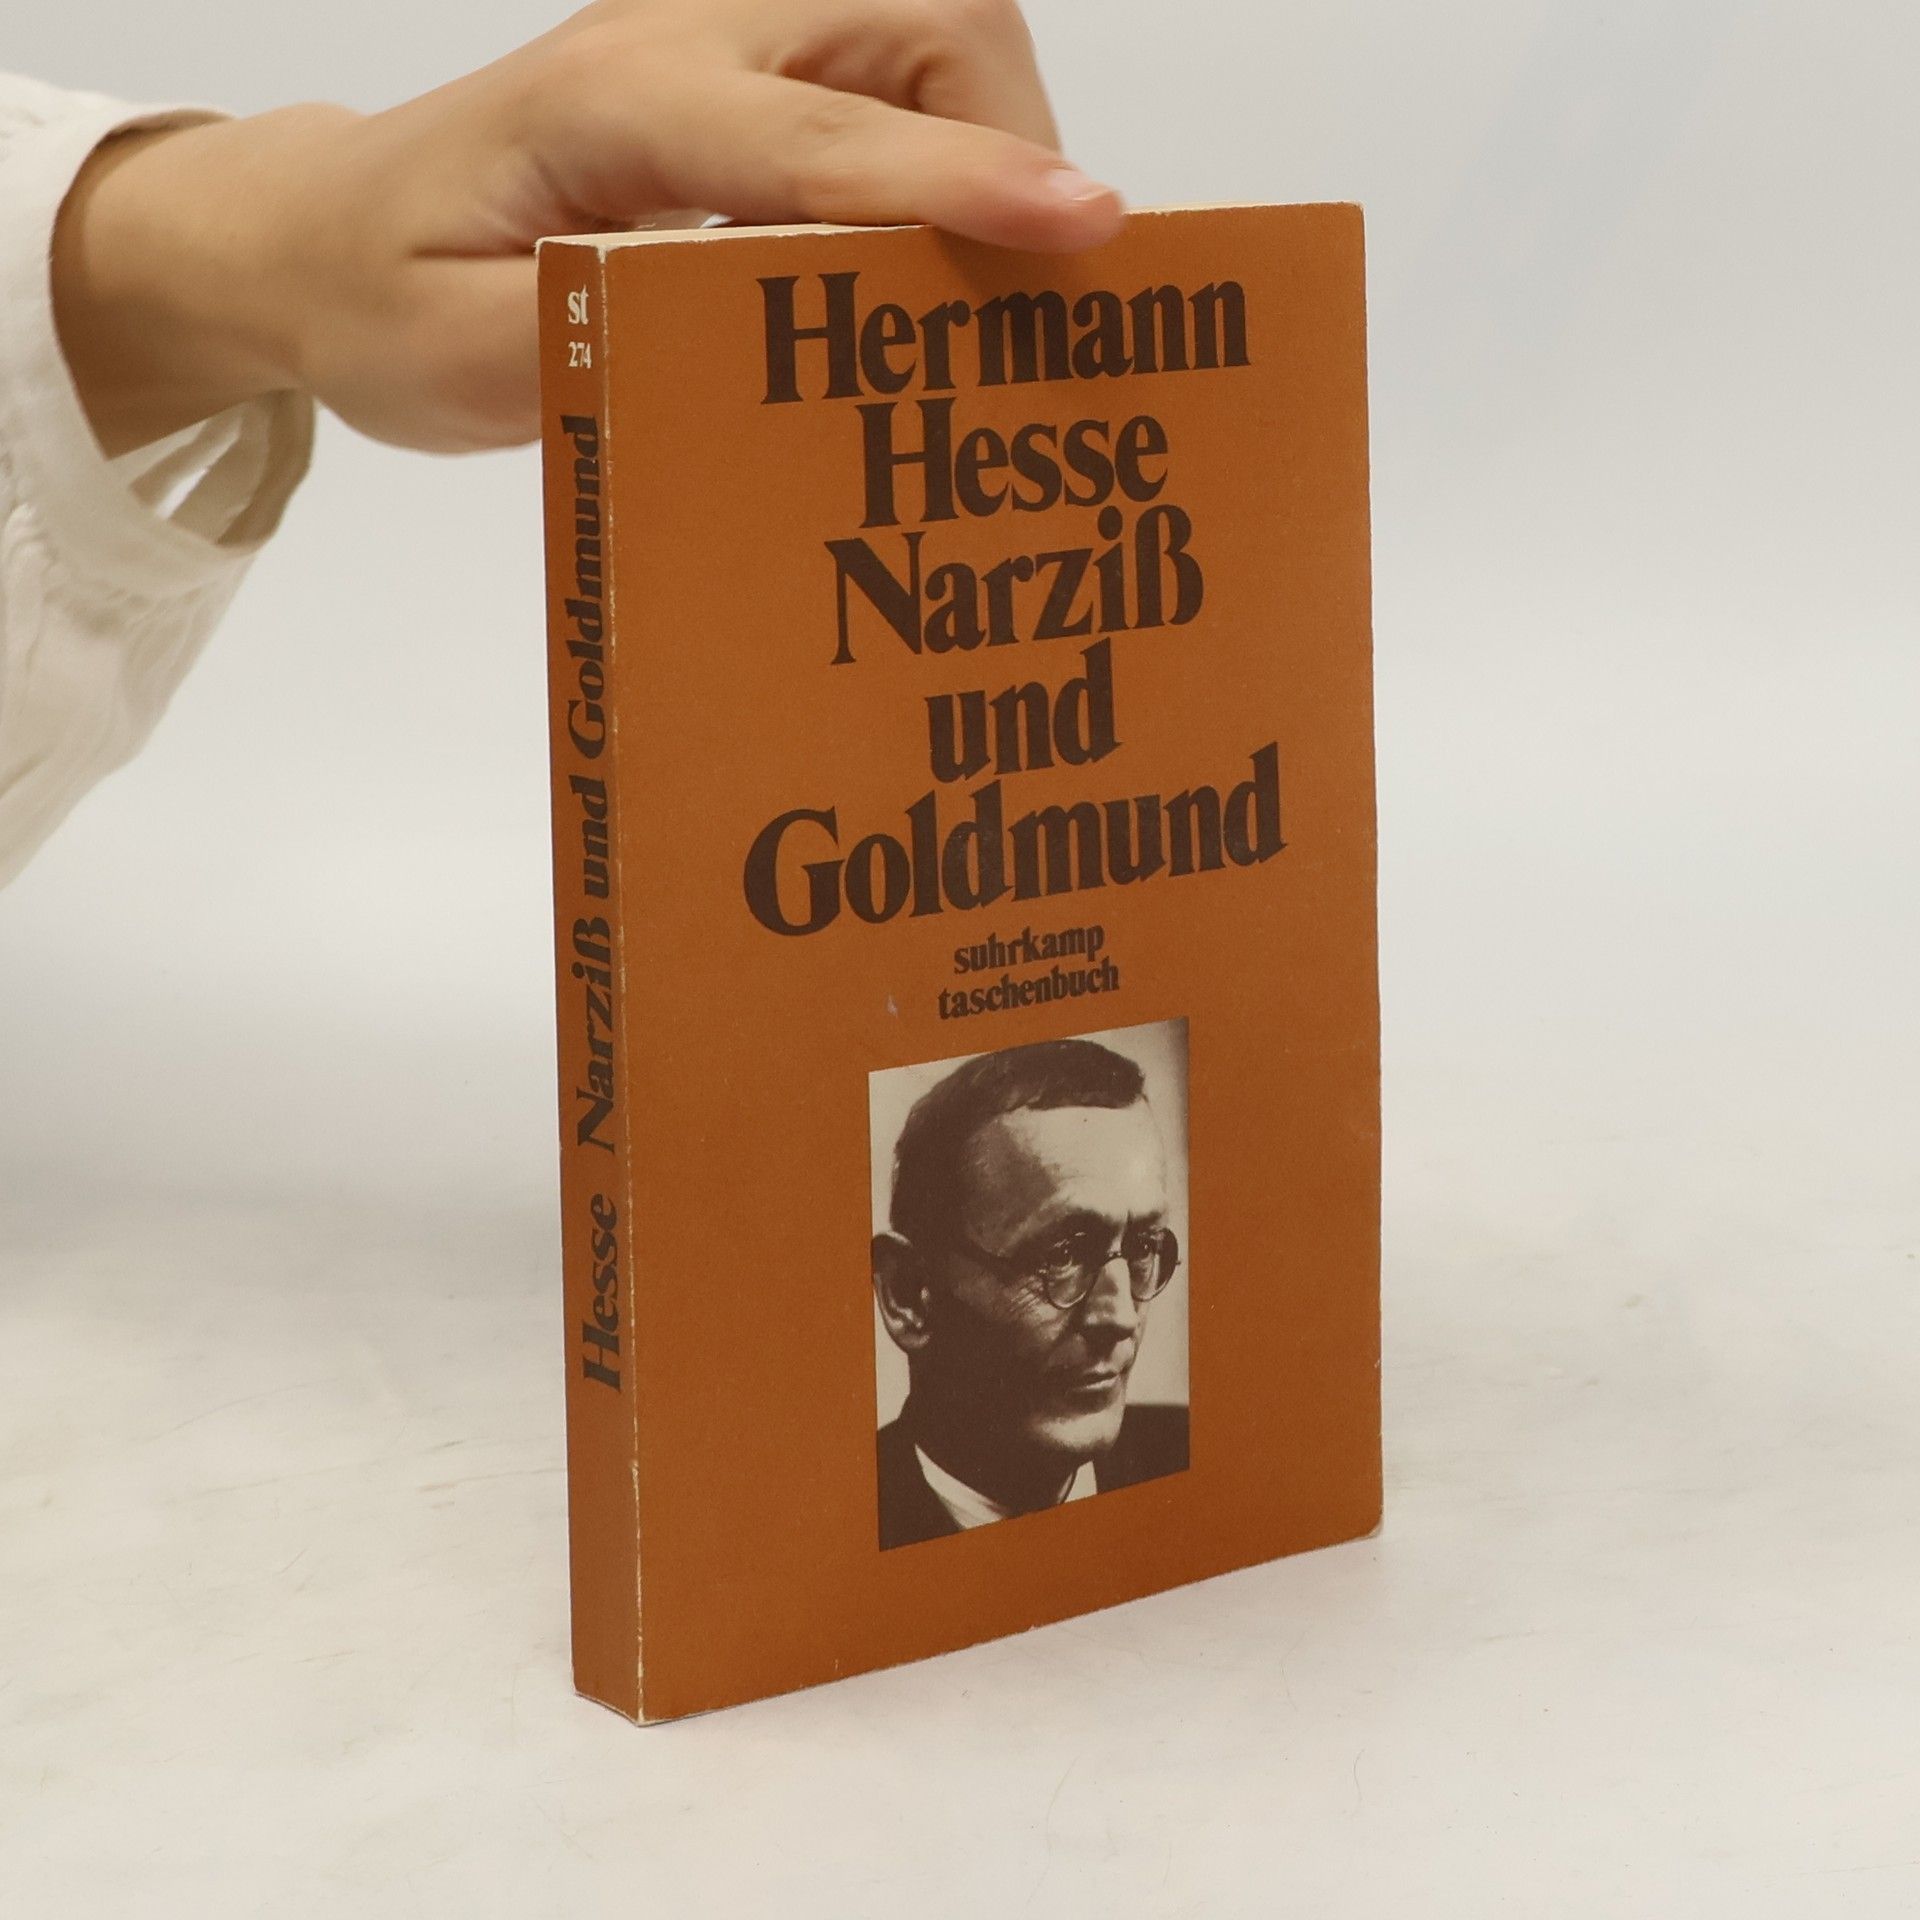 st
274
Hesse Narziß und Goldmund
Hermann
Hesse
Narziß
und
Goldmund
suhrkamp
taschenbuch